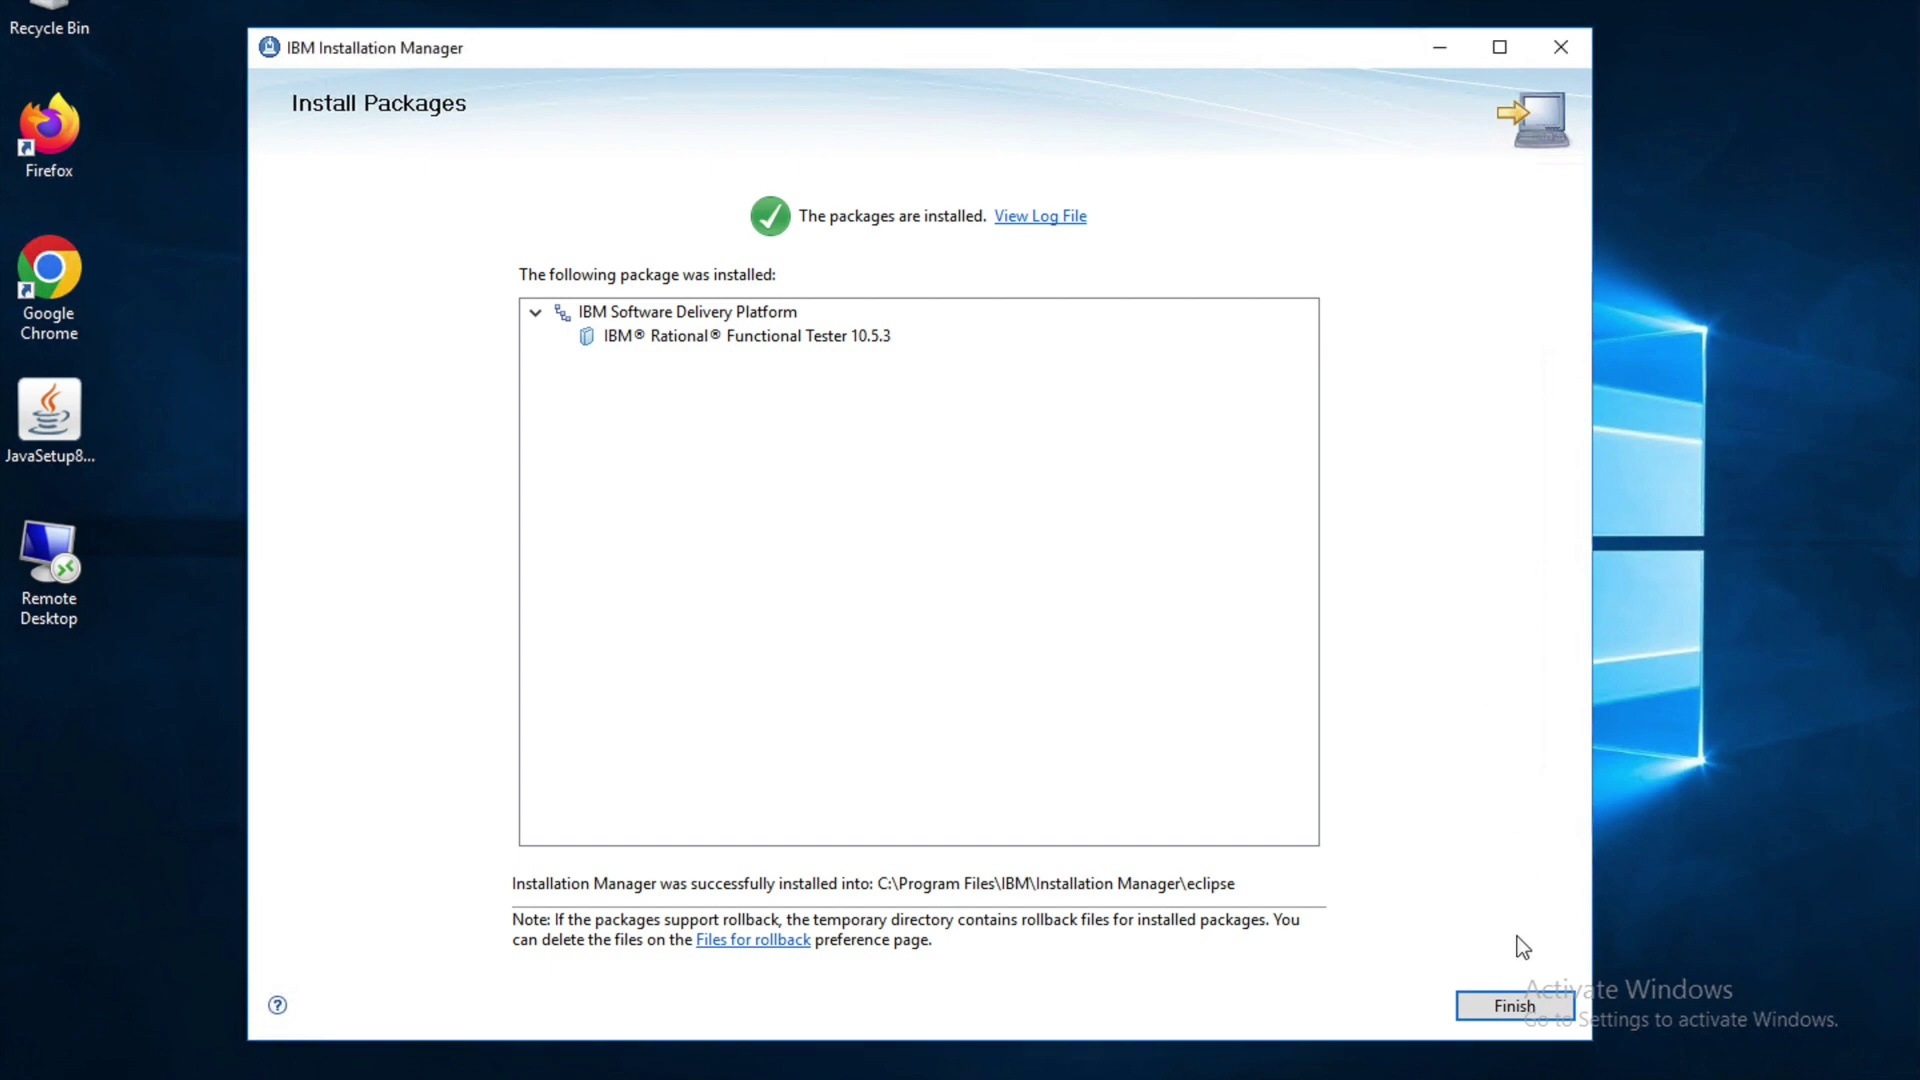 Recycle Bin
Firefox
Google
Chrome
JavaSetup8...
Remote
Desktop
IBM Installation Manager
Install Packages
The packages are installed. View Log File
The following package was installed:
IBM Software Delivery Platform
IBM® Rational® Functional Tester 10.5.3
Installation Manager was successfully installed into: C:\Program Files\IBM\Installation Manager\eclipse
Note: If the packages support rollback, the temporary directory contains rollback files for installed packages. You
can delete the files on the Files for rollback preference page.
Finish
Activate Windows
Go to Settings to activate Windows.